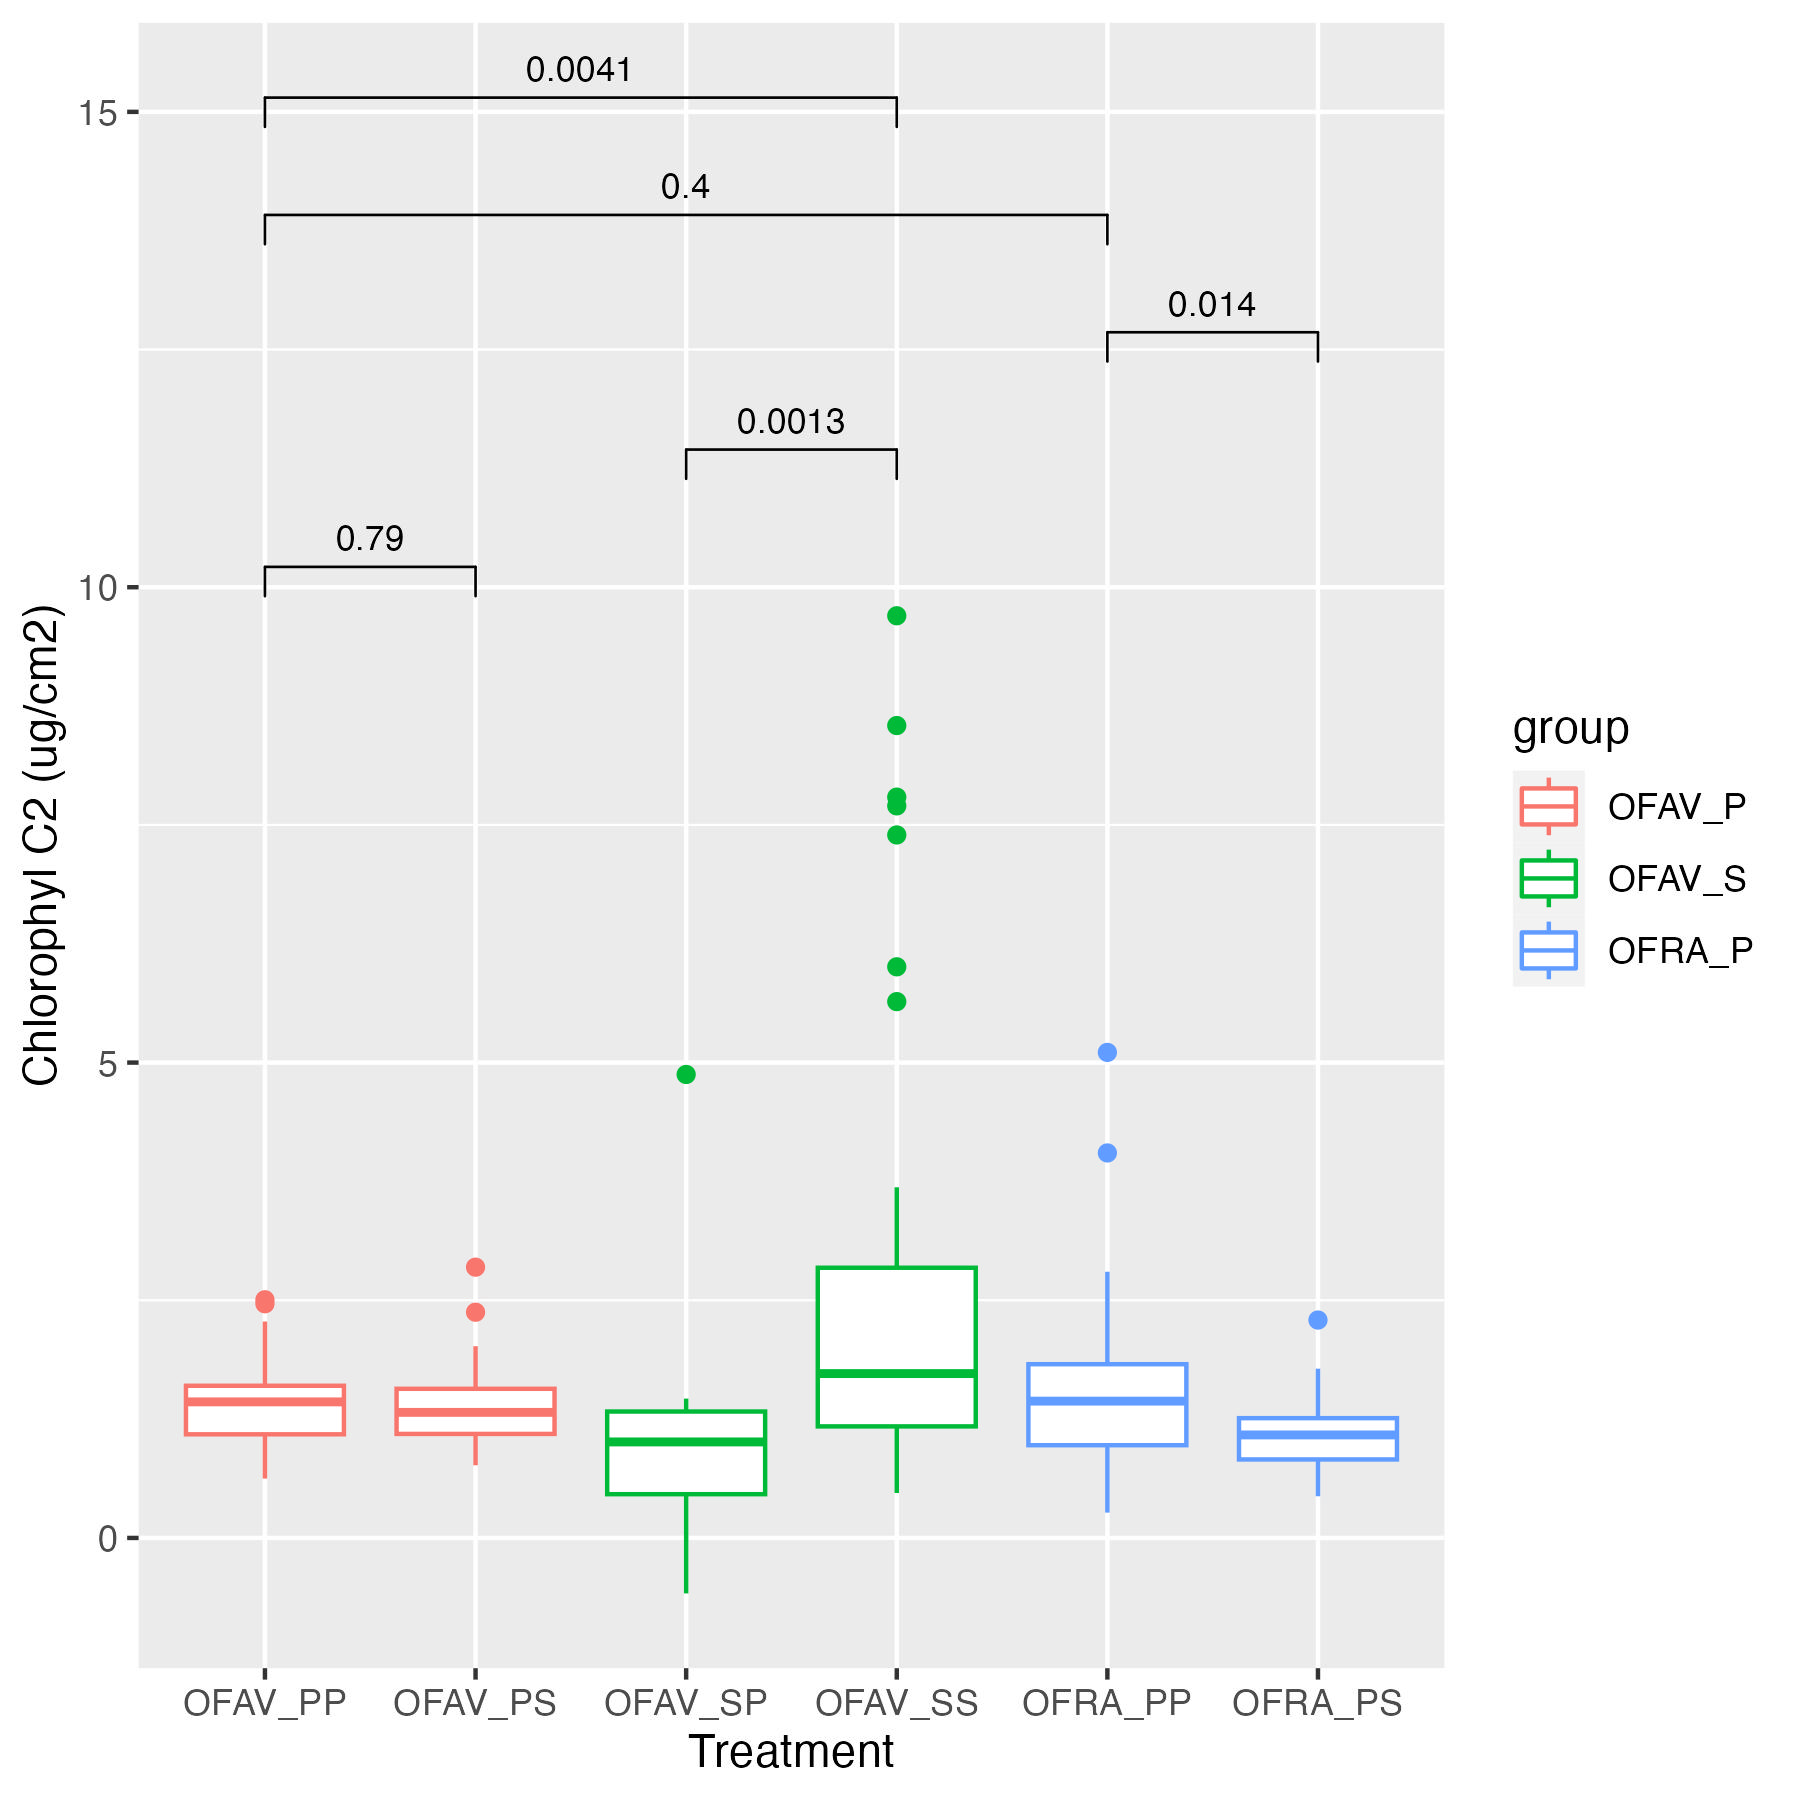 0.0041
15
0.4
0.014
0.0013
0.79
10
Chlorophyl C2 (ug/cm2)
group
OFAV_P
OFAV_S
OFRA_P
5
0
OFAV_PP OFAV_PS OFAV_SP OFAV_SS OFRA_PP OFRA_PS
Treatment